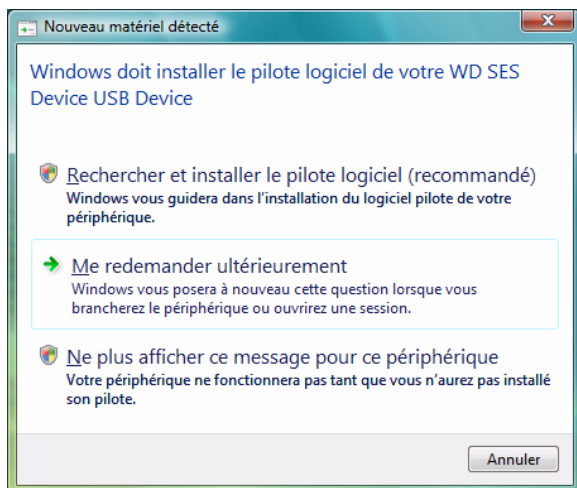 Nouveau matériel détecté
Windows doit installer le pilote logiciel de votre WD SES
Device USB Device
Rechercher et installer le pilote logiciel (recommandé)
Windows vous guidera dans l'installation du logiciel pilote de votre
périphérique.
Me redemander ultérieurement
Windows vous posera à nouveau cette question lorsque vous
brancherez le périphérique ou ouvrirez une session.
Ne plus afficher ce message pour ce périphérique
Votre périphérique ne fonctionnera pas tant que vous n'aurez pas installé
son pilote.
Annuler